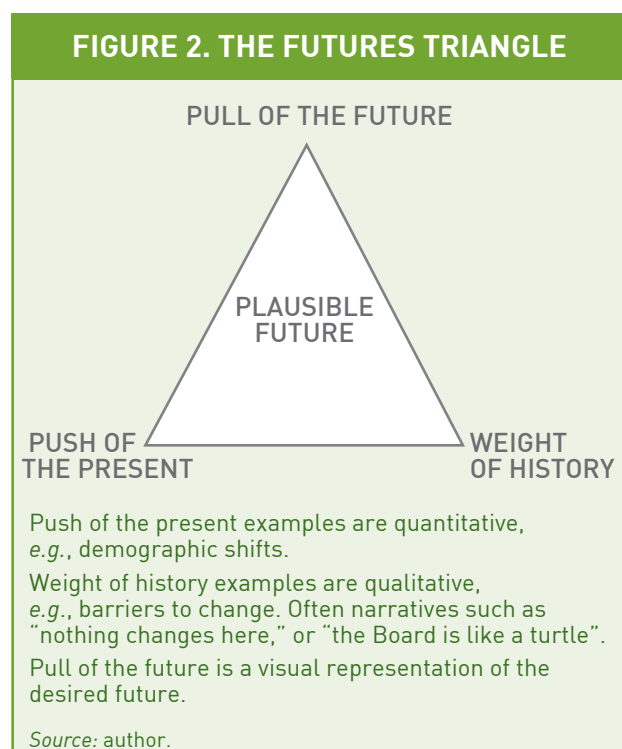 FIGURE 2. THE FUTURES TRIANGLE
PULL OF THE FUTURE
PLAUSIBLE
FUTURE
PUSH OF
THE PRESENT
WEIGHT
OF HISTORY
Push of the present examples are quantitative,
e.g., demographic shifts.
Weight of history examples are qualitative,
e.g., barriers to change. Often narratives such as
“nothing changes here,” or “the Board is like a turtle”.
Pull of the future is a visual representation of the
desired future.
Source: author.